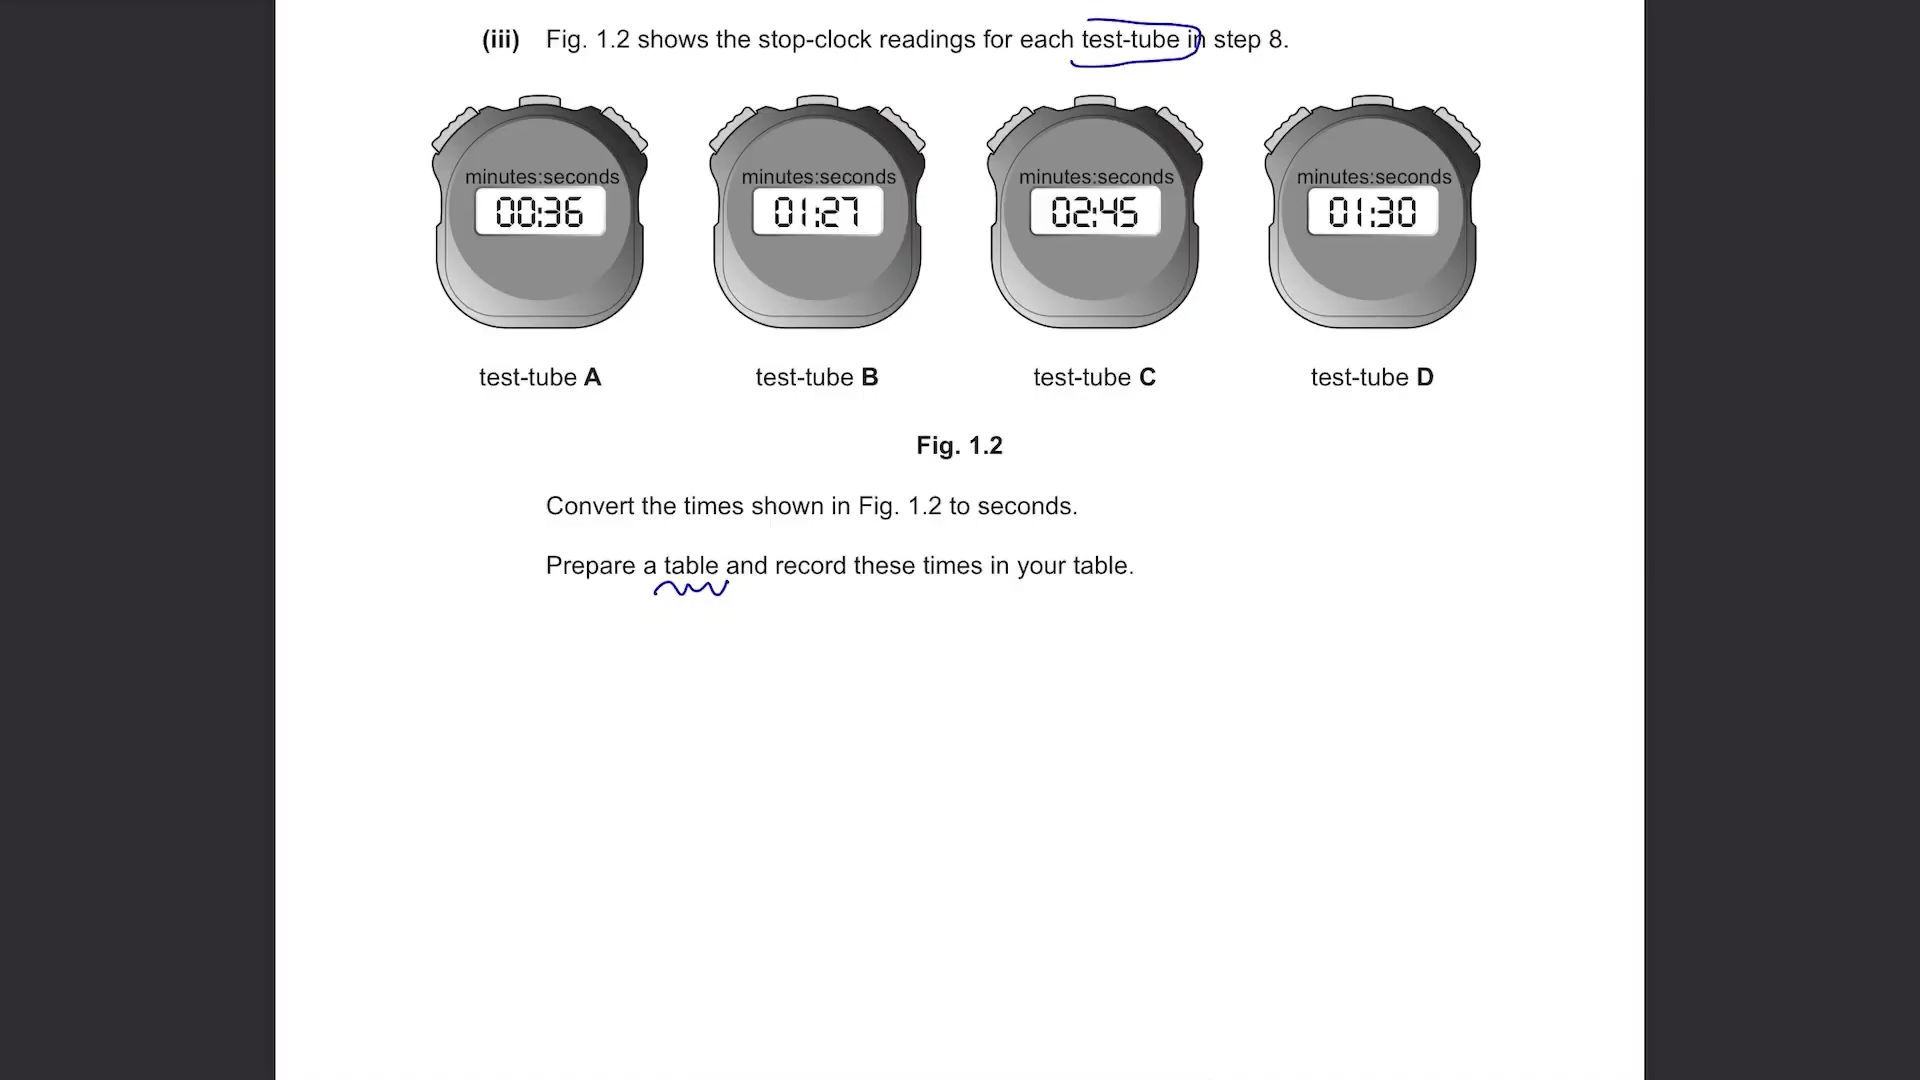 (iii) Fig. 1.2 shows the stop-clock readings for each test-tube in step 8.
minutes:seconds minutes:seconds minutes:seconds minutes:seconds
00:36 01:27 02:45 01:30
test-tube A test-tube B test-tube C test-tube D
Fig. 1.2
Convert the times shown in Fig. 1.2 to seconds.
Prepare a table and record these times in your table.